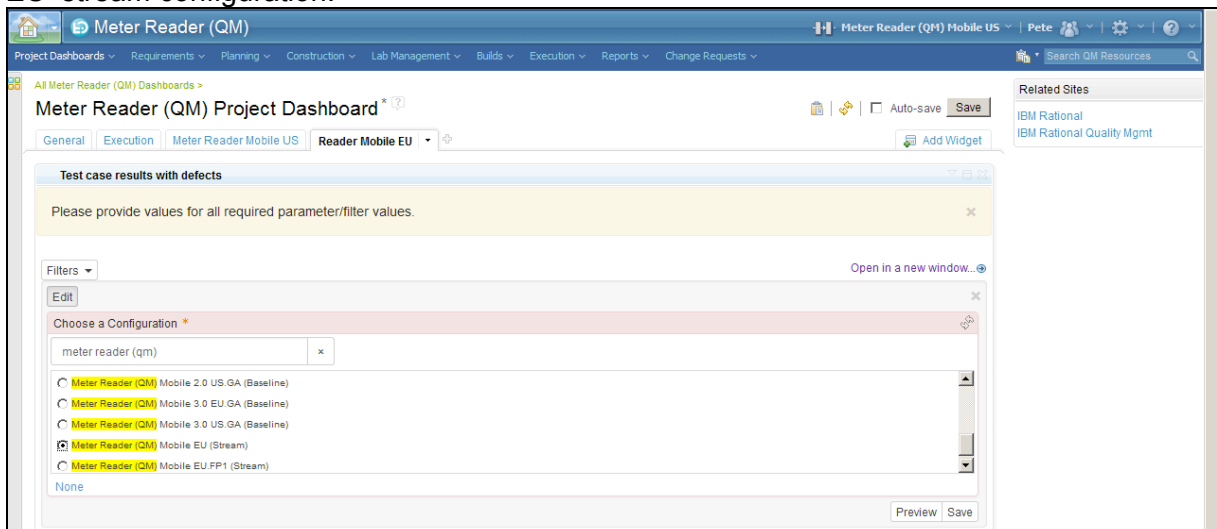 EU stream configuration.
Meter Reader (QM)
Meter Reader (QM) Mobile US
Pete
Project Dashboards
Requirements
Planning
Construction
Lab Management
Builds
Execution
Reports
Change Requests
Search QM Resources
All Meter Reader (QM) Dashboards >
Meter Reader (QM) Project Dashboard *
Auto-save
Save
General
Execution
Meter Reader Mobile US
Reader Mobile EU
Add Widget
Related Sites
IBM Rational
IBM Rational Quality Mgmt
Test case results with defects
Please provide values for all required parameter/filter values.
Filters
Open in a new window...
Edit
Choose a Configuration *
meter reader (qm)
Meter Reader (QM) Mobile 2.0 US.GA (Baseline)
Meter Reader (QM) Mobile 3.0 EU.GA (Baseline)
Meter Reader (QM) Mobile 3.0 US.GA (Baseline)
Meter Reader (QM) Mobile EU (Stream)
Meter Reader (QM) Mobile EU.FP1 (Stream)
None
Preview
Save